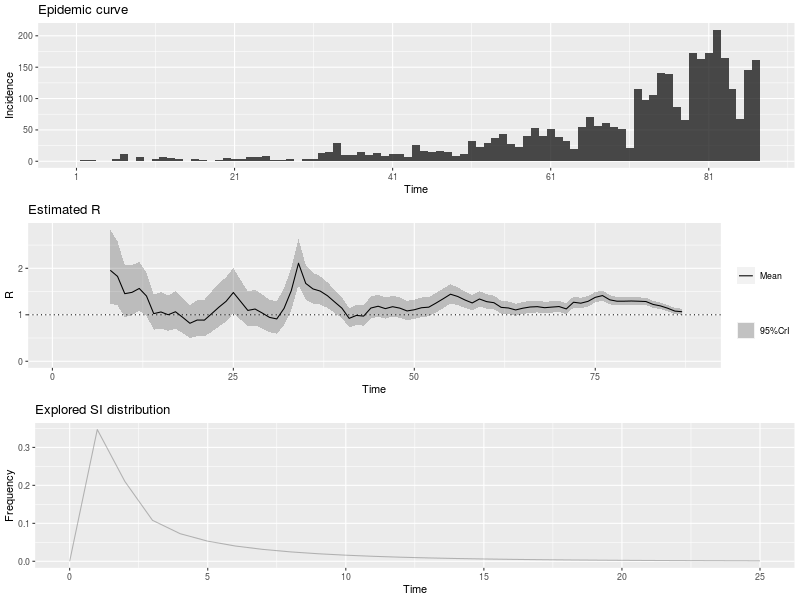 Epidemic curve
200
150
100
50
0
Incidence
1 21 41 61 81
Time
Estimated R
2
1
0
R
0 25 50 75
Time
Mean
95%CrI
Explored SI distribution
0.3
0.2
0.1
0.0
Frequency
0 5 10 15 20 25
Time